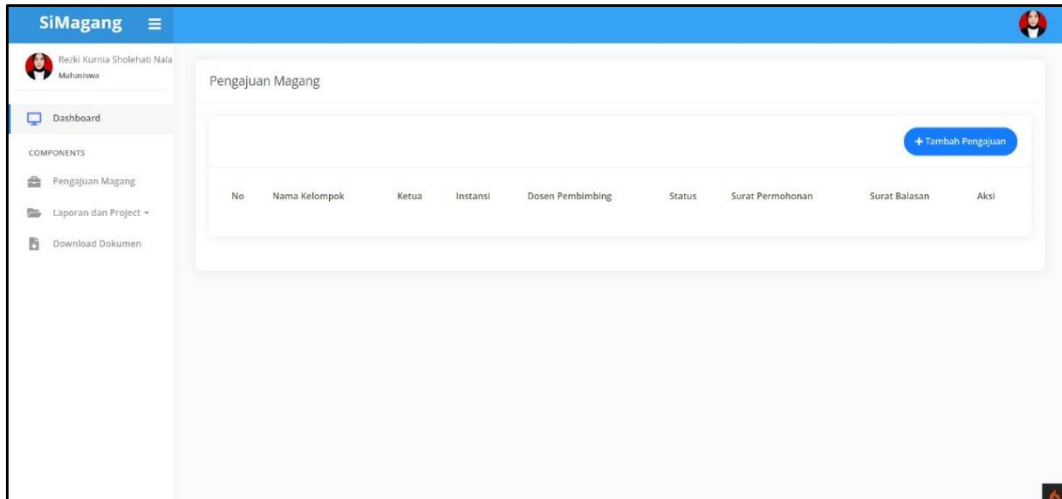 SiMagang
Rezki Kurnia Sholehati Nala
Mahasiswa
Dashboard
COMPONENTS
Pengajuan Magang
Laporan dan Project
Download Dokumen
Pengajuan Magang
+ Tambah Pengajuan
No Nama Kelompok Ketua Instansi Dosen Pembimbing Status Surat Permohonan Surat Balasan Aksi